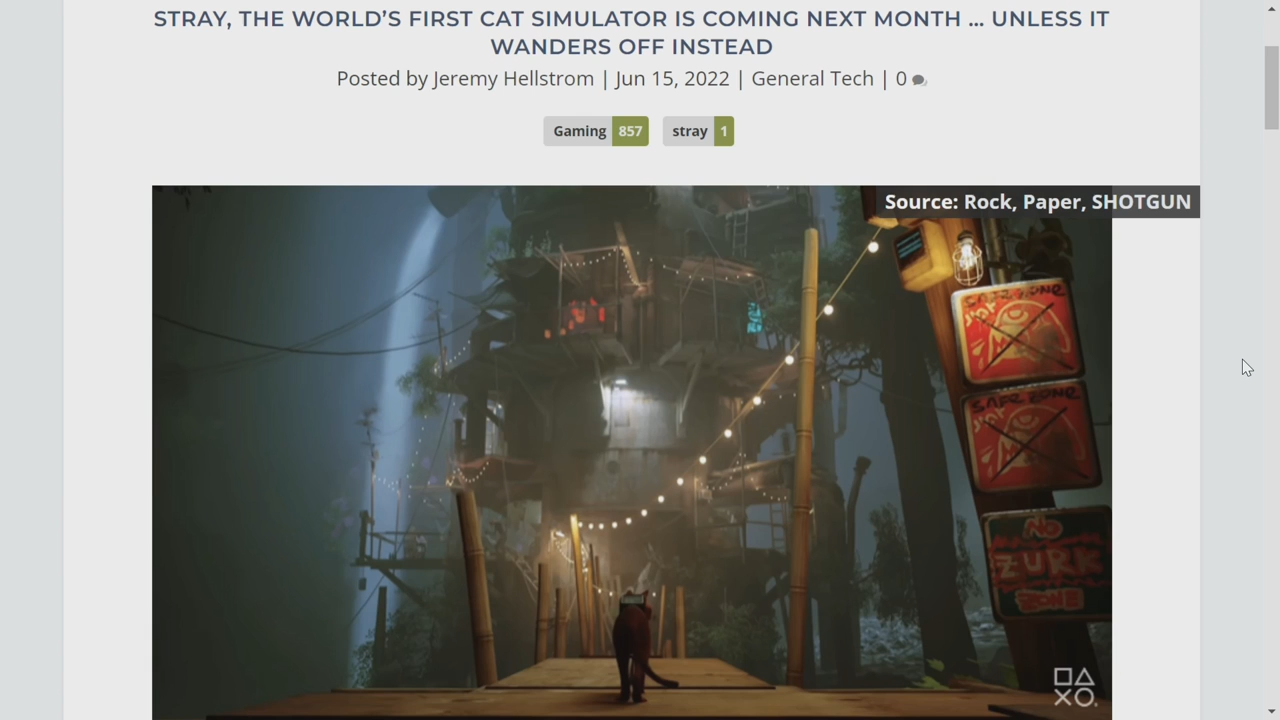 STRAY, THE WORLD’S FIRST CAT SIMULATOR IS COMING NEXT MONTH … UNLESS IT
WANDERS OFF INSTEAD
Posted by Jeremy Hellstrom | Jun 15, 2022 | General Tech | 0
Gaming 857 stray 1
Source: Rock, Paper, SHOTGUN
SAFE ZONE
SAFE ZONE
NO
ZURK
ZONE